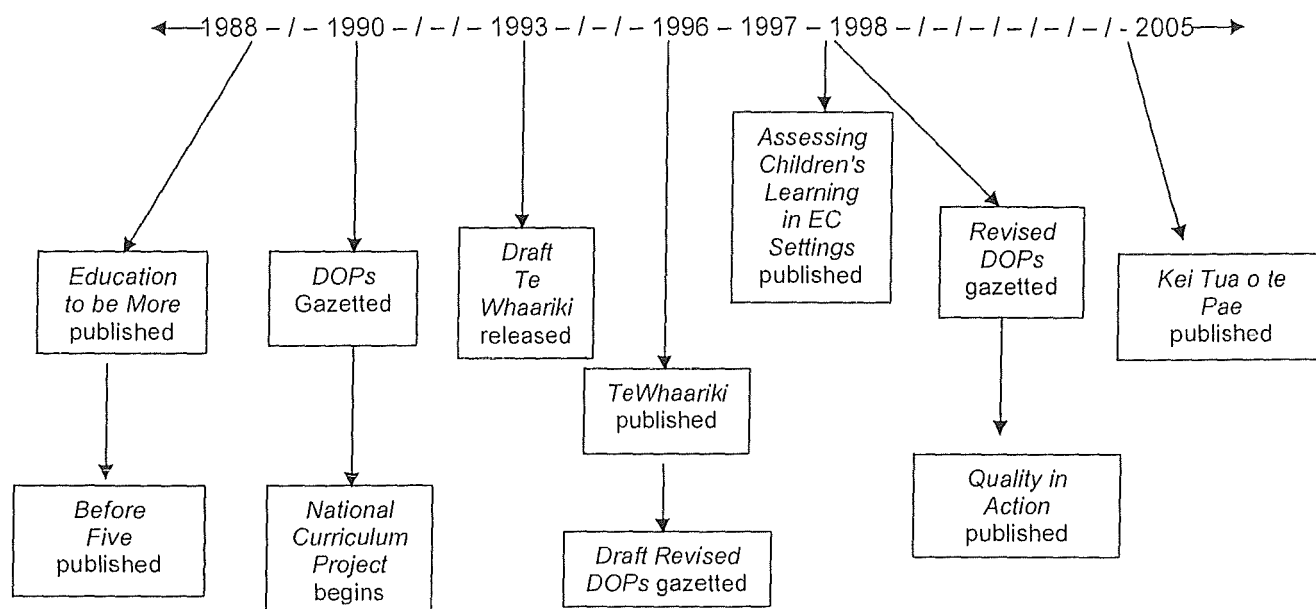 1988 – / – 1990 – / – / – 1993 – / – / – 1996 – 1997 – 1998 – / – / – / – / – / – / – 2005
Education
to be More
published
DOPs
Gazetted
Draft
Te
Whaariki
released
TeWhaariki
published
Assessing
Children's
Learning
in EC
Settings
published
Revised
DOPs
gazetted
Kei Tua o te
Pae
published
Before
Five
published
National
Curriculum
Project
begins
Draft Revised
DOPs gazetted
Quality in
Action
published